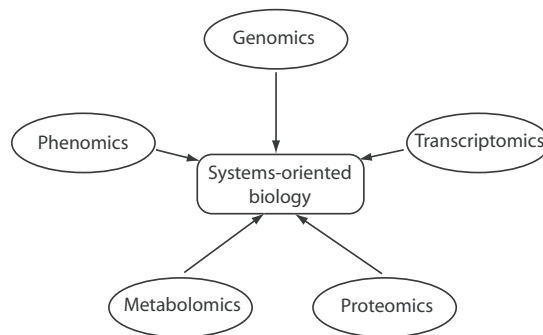 Genomics
Phenomics
Transcriptomics
Systems-oriented
biology
Metabolomics
Proteomics